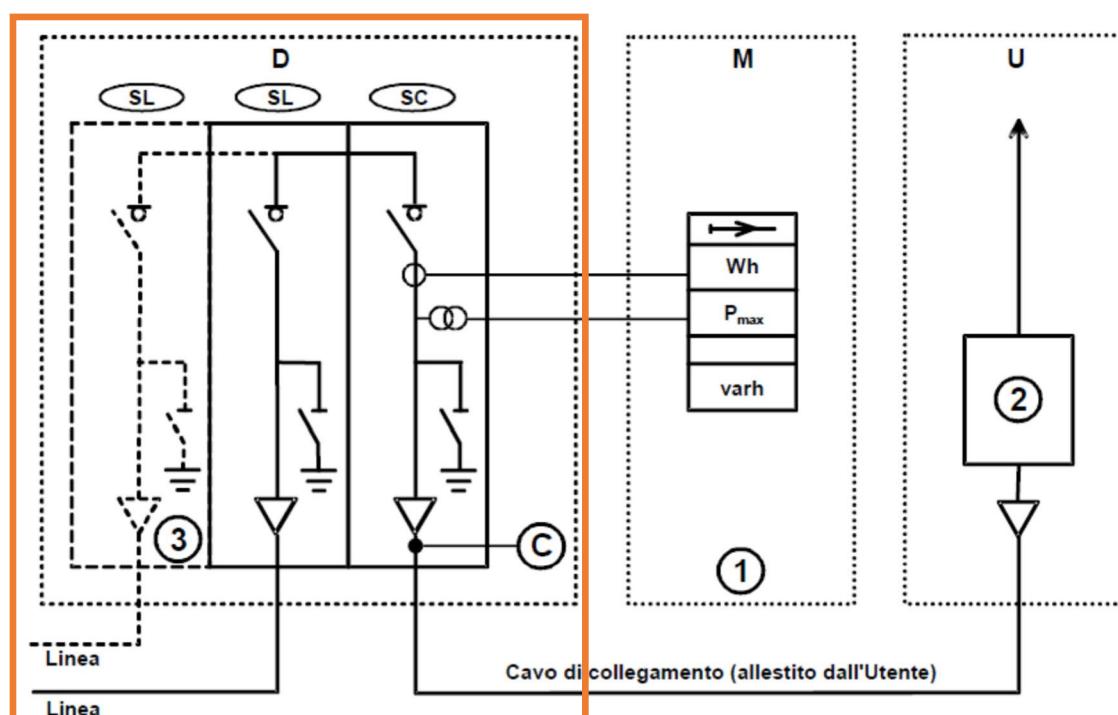 D
M
U
SL
SL
SC
Wh
Pmax
varh
2
3
C
1
Linea
Cavo di collegamento (allestito dall'Utente)
Linea